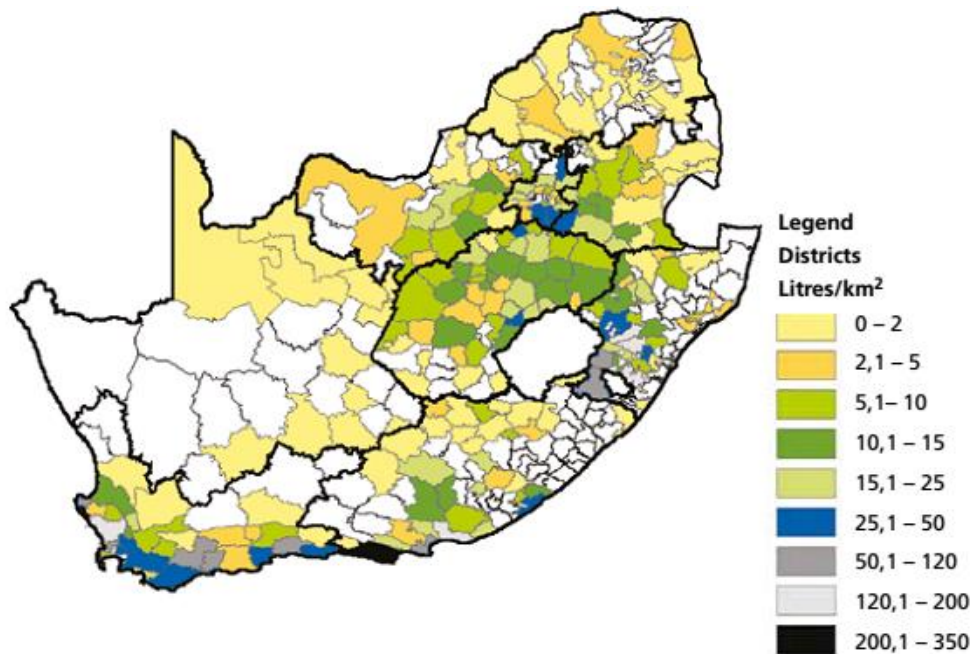 Legend
Districts
Litres/km²
0 – 2
2,1 – 5
5,1– 10
10,1 – 15
15,1 – 25
25,1 – 50
50,1 – 120
120,1 – 200
200,1 – 350